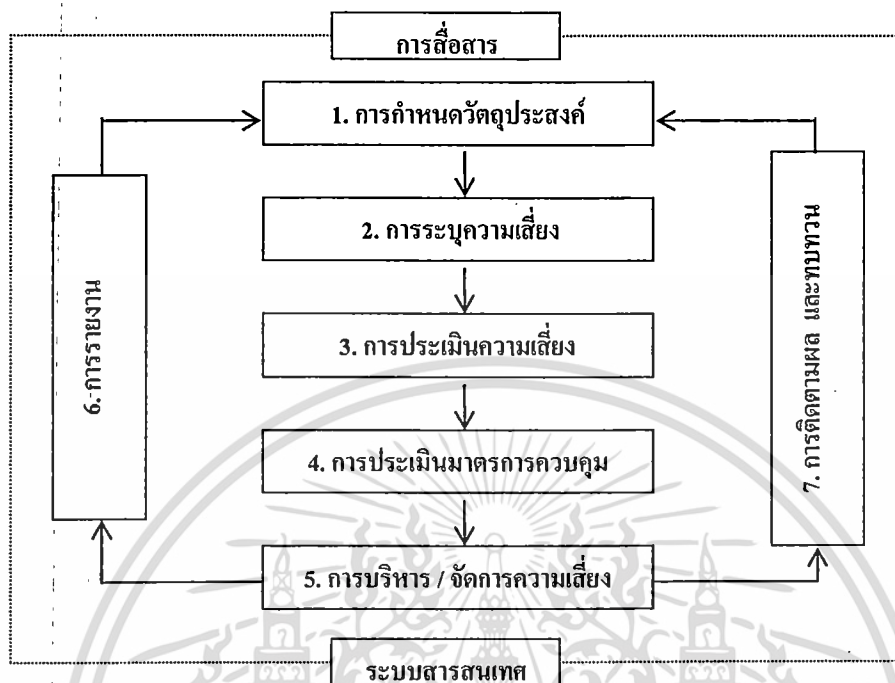 การสื่อสาร
1. การกำหนดวัตถุประสงค์
2. การระบุความเสี่ยง
3. การประเมินความเสี่ยง
4. การประเมินมาตรการควบคุม
5. การบริหาร / จัดการความเสี่ยง
6.-การรายงาน
7. การติดตามผล และทบทวน
ระบบสารสนเทศ